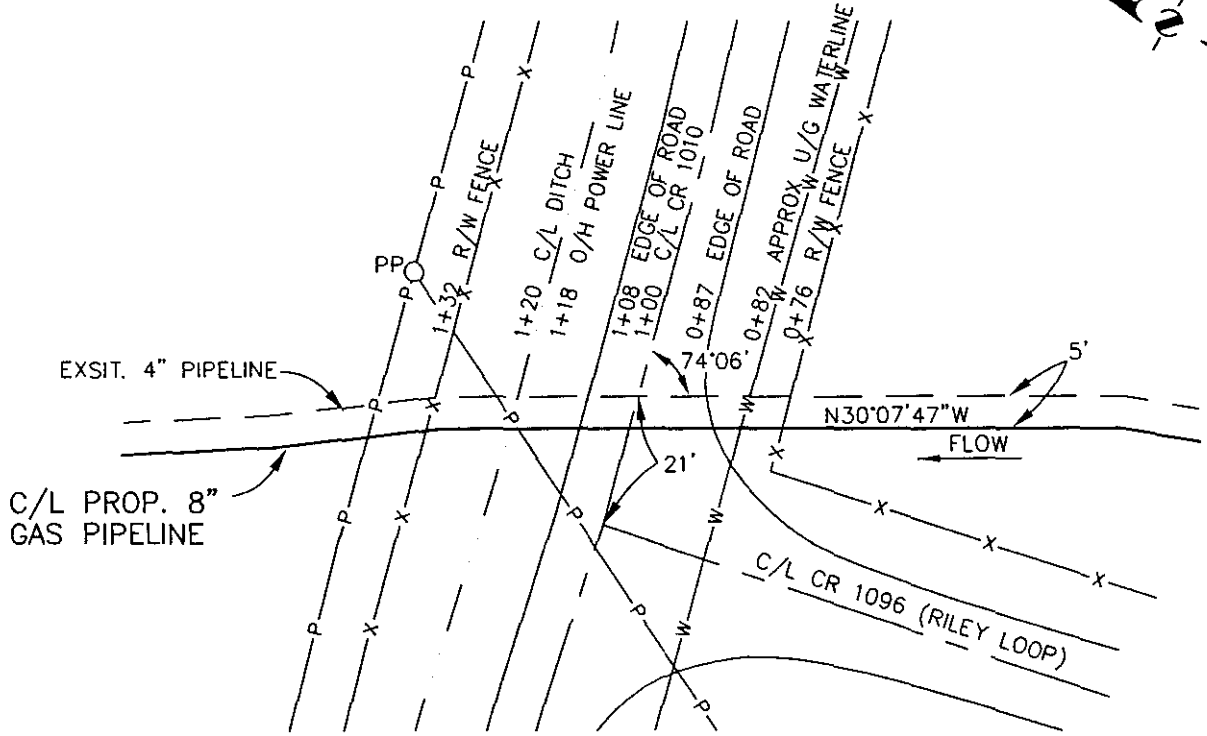 1+32 R/W FENCE
1+20 C/L DITCH
1+18 O/H POWER LINE
1+08 EDGE OF ROAD
1+00 C/L CR 1010
0+87 EDGE OF ROAD
0+82 APPROX U/G WATERLINE
0+76 R/W FENCE
PP
EXSIT. 4" PIPELINE
74°06'
5'
N30°07'47"W
FLOW
21'
C/L PROP. 8"
GAS PIPELINE
C/L CR 1096 (RILEY LOOP)
P
P
P
P
P
P
P
P
P
P
P
X
X
X
X
X
X
X
X
X
X
X
X
X
W
W
W
W
W
W